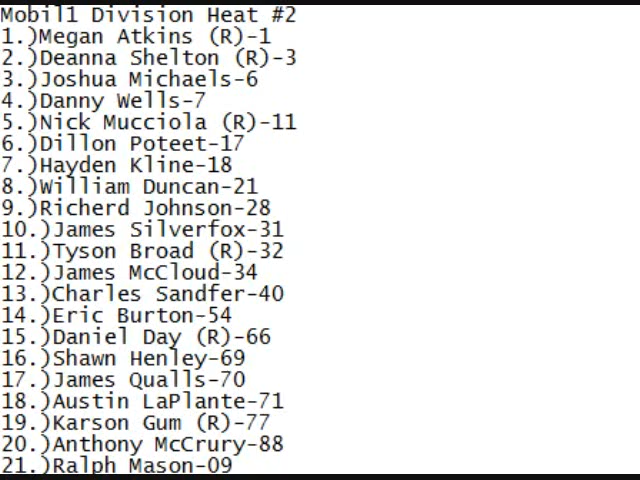 Mobil1 Division Heat #2
1.)Megan Atkins (R)-1
2.)Deanna Shelton (R)-3
3.)Joshua Michaels-6
4.)Danny Wells-7
5.)Nick Mucciola (R)-11
6.)Dillon Poteet-17
7.)Hayden Kline-18
8.)William Duncan-21
9.)Richerd Johnson-28
10.)James Silverfox-31
11.)Tyson Broad (R)-32
12.)James McCloud-34
13.)Charles Sandfer-40
14.)Eric Burton-54
15.)Daniel Day (R)-66
16.)Shawn Henley-69
17.)James Qualls-70
18.)Austin LaPlante-71
19.)Karson Gum (R)-77
20.)Anthony McCrury-88
21.)Ralph Mason-09